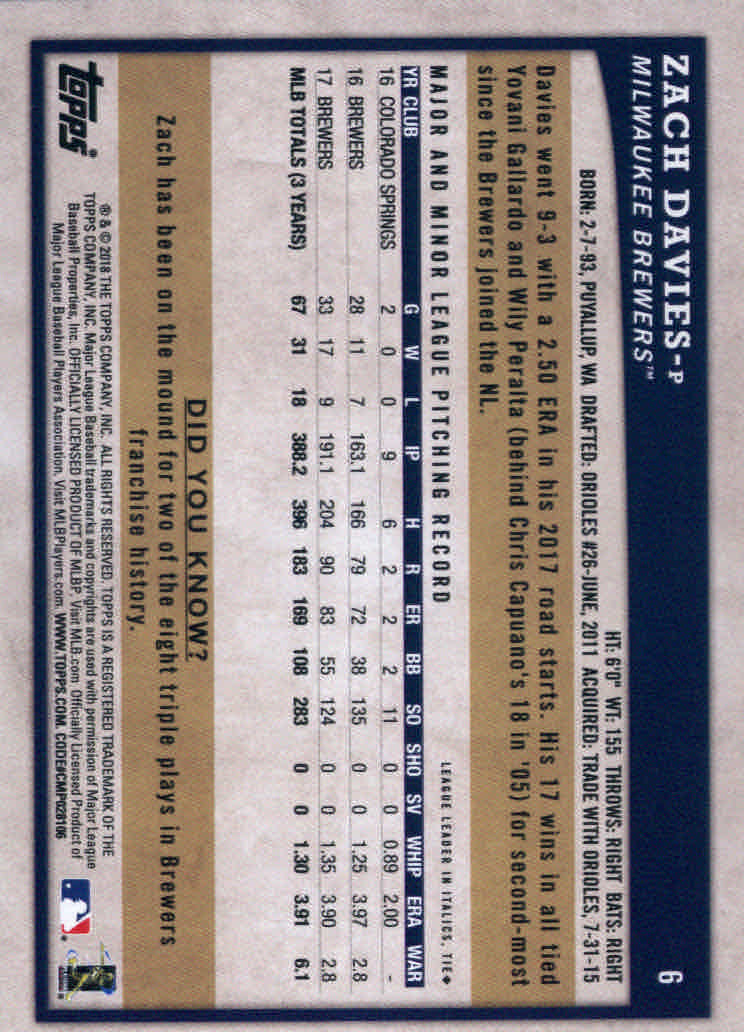 ZACH DAVIES-P
MILWAUKEE BREWERS™
6
HT: 6'0" WT: 155 THROWS: RIGHT BATS: RIGHT
BORN: 2-7-93, PUYALLUP, WA DRAFTED: ORIOLES #26-JUNE, 2011 ACQUIRED: TRADE WITH ORIOLES, 7-31-15
Davies went 9-3 with a 2.50 ERA in his 2017 road starts. His 17 wins in all tied
Yovani Gallardo and Wily Peralta (behind Chris Capuano's 18 in '05) for second-most
since the Brewers joined the NL.
MAJOR AND MINOR LEAGUE PITCHING RECORD
LEAGUE LEADER IN ITALICS, TIE◆
YR CLUB G W L IP H R ER BB SO SHO SV WHIP ERA WAR
16 COLORADO SPRINGS 2 0 0 9 6 2 2 2 11 0 0 0.89 2.00 -
16 BREWERS 28 11 7 163.1 166 79 72 38 135 0 0 1.25 3.97 2.8
17 BREWERS 33 17 9 191.1 204 90 83 55 124 0 0 1.35 3.90 2.8
MLB TOTALS (3 YEARS) 67 31 18 388.2 396 183 169 108 283 0 0 1.30 3.91 6.1
DID YOU KNOW?
Zach has been on the mound for two of the eight triple plays in Brewers
franchise history.
topps®
® & © 2018 THE TOPPS COMPANY, INC. ALL RIGHTS RESERVED. TOPPS IS A REGISTERED TRADEMARK OF THE
TOPPS COMPANY, INC. Major League Baseball trademarks and copyrights are used with permission of Major League
Baseball Properties, Inc. OFFICIALLY LICENSED PRODUCT OF MLBP, Visit MLB.com Officially Licensed Product of
Major League Baseball Players Association. Visit MLBPlayers.com. WWW.TOPPS.COM. CODE#CMP028106